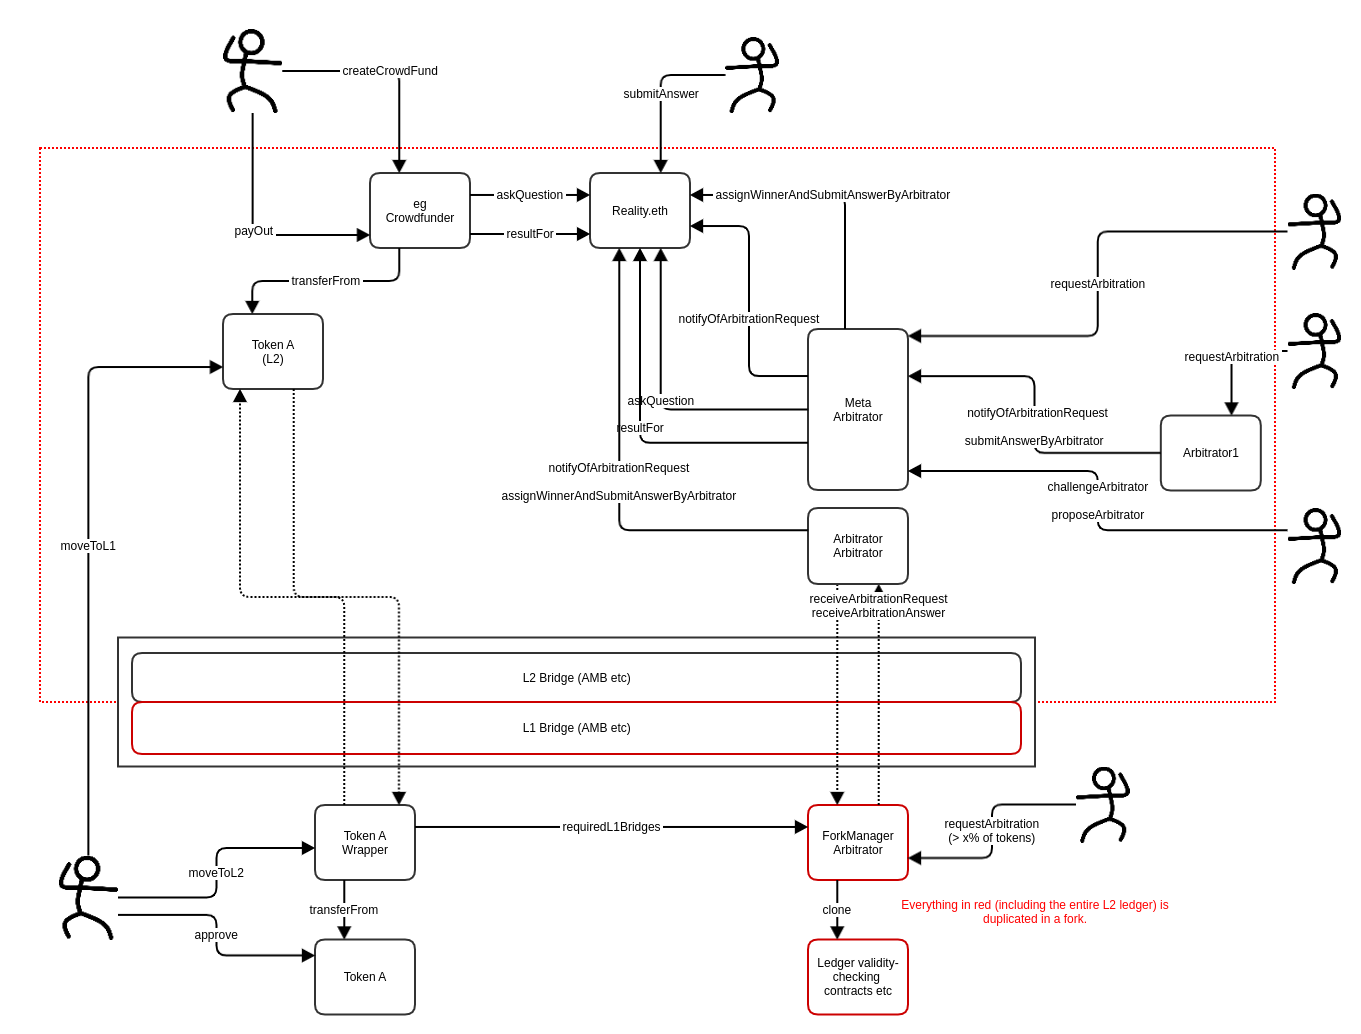 createCrowdFund
submitAnswer
payOut
eg
Crowdfunder
askQuestion
resultFor
Reality.eth
assignWinnerAndSubmitAnswerByArbitrator
requestArbitration
transferFrom
notifyOfArbitrationRequest
Token A
(L2)
requestArbitration
askQuestion
resultFor
Meta
Arbitrator
notifyOfArbitrationRequest
submitAnswerByArbitrator
Arbitrator1
notifyOfArbitrationRequest
assignWinnerAndSubmitAnswerByArbitrator
challengeArbitrator
proposeArbitrator
moveToL1
Arbitrator
Arbitrator
receiveArbitrationRequest
receiveArbitrationAnswer
L2 Bridge (AMB etc)
L1 Bridge (AMB etc)
Token A
Wrapper
requiredL1Bridges
ForkManager
Arbitrator
requestArbitration
(> x% of tokens)
moveToL2
transferFrom
clone
Everything in red (including the entire L2 ledger) is
duplicated in a fork.
approve
Token A
Ledger validity-
checking
contracts etc